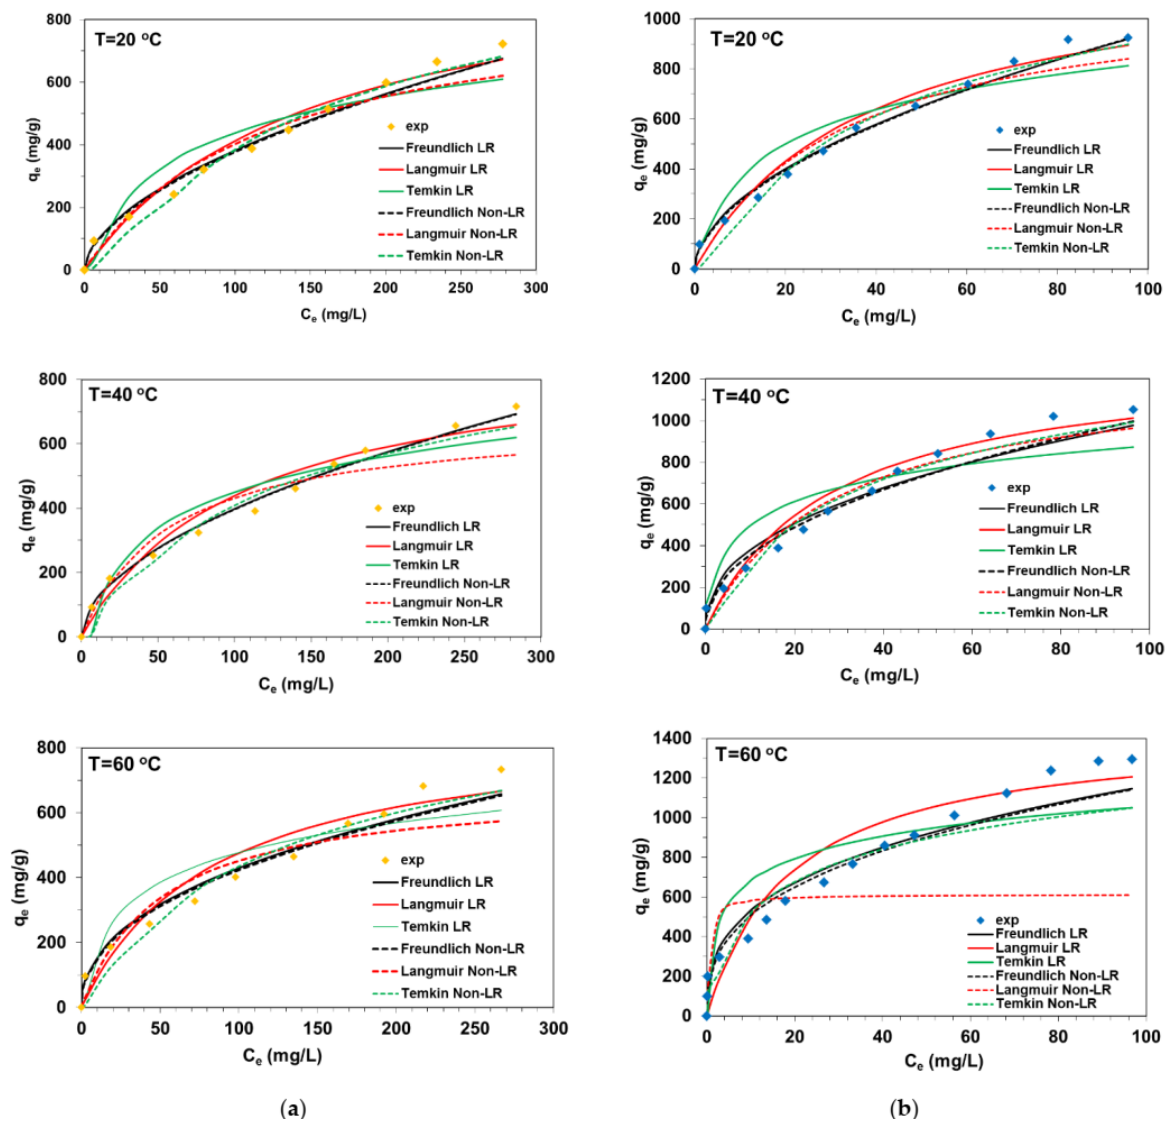 T=20 °C
qe (mg/g)
800
600
400
200
0
0 50 100 150 200 250 300
Ce (mg/L)
exp
Freundlich LR
Langmuir LR
Temkin LR
Freundlich Non-LR
Langmuir Non-LR
Temkin Non-LR
T=20 °C
qe (mg/g)
1000
800
600
400
200
0
0 20 40 60 80 100
Ce (mg/L)
exp
Freundlich LR
Langmuir LR
Temkin LR
Freundlich Non-LR
Langmuir Non-LR
Temkin Non-LR
T=40 °C
qe (mg/g)
800
600
400
200
0
0 50 100 150 200 250 300
Ce (mg/L)
exp
Freundlich LR
Langmuir LR
Temkin LR
Freundlich Non-LR
Langmuir Non-LR
Temkin Non-LR
T=40 °C
qe (mg/g)
1200
1000
800
600
400
200
0
0 20 40 60 80 100
Ce (mg/L)
exp
Freundlich LR
Langmuir LR
Temkin LR
Freundlich Non-LR
Langmuir Non-LR
Temkin Non-LR
T=60 °C
qe (mg/g)
800
600
400
200
0
0 50 100 150 200 250 300
Ce (mg/L)
exp
Freundlich LR
Langmuir LR
Temkin LR
Freundlich Non-LR
Langmuir Non-LR
Temkin Non-LR
T=60 °C
qe (mg/g)
1400
1200
1000
800
600
400
200
0
0 20 40 60 80 100
Ce (mg/L)
exp
Freundlich LR
Langmuir LR
Temkin LR
Freundlich Non-LR
Langmuir Non-LR
Temkin Non-LR
(a)
(b)